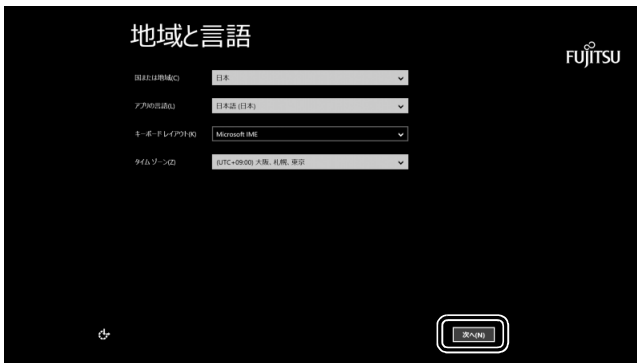 地域と言語
FUJITSU
国または地域(C)
日本
アプリの言語(L)
日本語 (日本)
キーボード レイアウト(K)
Microsoft IME
タイム ゾーン(Z)
(UTC+09:00) 大阪、札幌、東京
次へ(N)